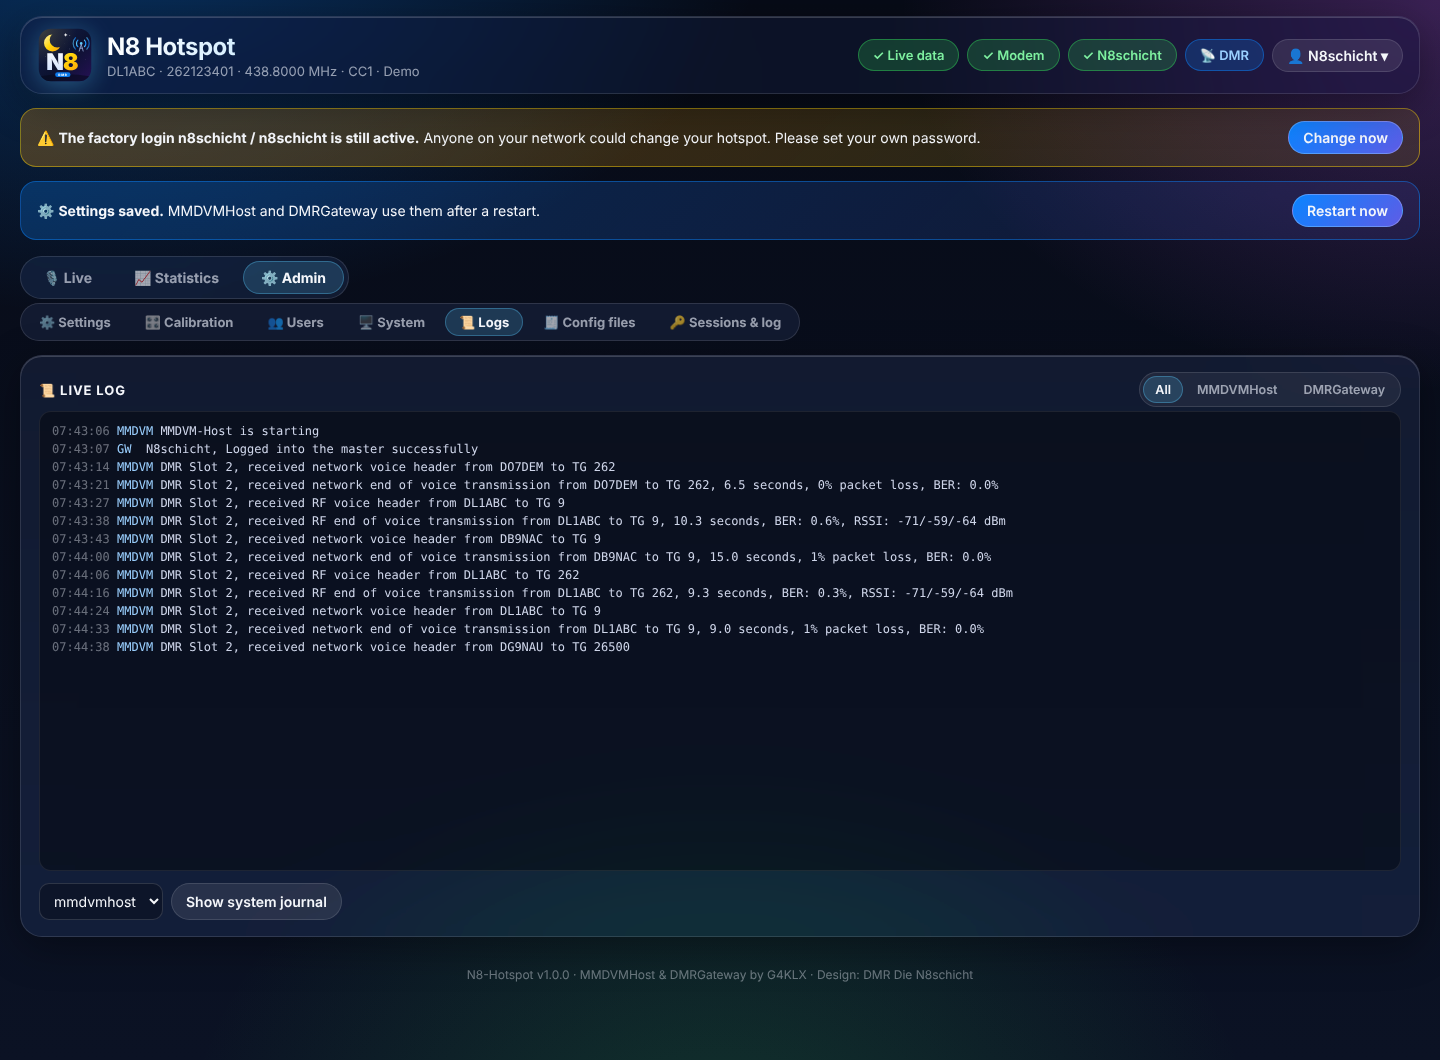 N8
DMR
N8 Hotspot
DL1ABC · 262123401 · 438.8000 MHz · CC1 · Demo
✓ Live data
✓ Modem
✓ N8schicht
📡 DMR
👤 N8schicht ▾
⚠️ The factory login n8schicht / n8schicht is still active. Anyone on your network could change your hotspot. Please set your own password.
Change now
⚙️ Settings saved. MMDVMHost and DMRGateway use them after a restart.
Restart now
🎙️ Live
📈 Statistics
⚙️ Admin
⚙️ Settings
🎛️ Calibration
👥 Users
🖥️ System
📜 Logs
🧾 Config files
🔑 Sessions & log
📜 LIVE LOG
All
MMDVMHost
DMRGateway
07:43:06 MMDVM MMDVM-Host is starting
07:43:07 GW N8schicht, Logged into the master successfully
07:43:14 MMDVM DMR Slot 2, received network voice header from DO7DEM to TG 262
07:43:21 MMDVM DMR Slot 2, received network end of voice transmission from DO7DEM to TG 262, 6.5 seconds, 0% packet loss, BER: 0.0%
07:43:27 MMDVM DMR Slot 2, received RF voice header from DL1ABC to TG 9
07:43:38 MMDVM DMR Slot 2, received RF end of voice transmission from DL1ABC to TG 9, 10.3 seconds, BER: 0.6%, RSSI: -71/-59/-64 dBm
07:43:43 MMDVM DMR Slot 2, received network voice header from DB9NAC to TG 9
07:44:00 MMDVM DMR Slot 2, received network end of voice transmission from DB9NAC to TG 9, 15.0 seconds, 1% packet loss, BER: 0.0%
07:44:06 MMDVM DMR Slot 2, received RF voice header from DL1ABC to TG 262
07:44:16 MMDVM DMR Slot 2, received RF end of voice transmission from DL1ABC to TG 262, 9.3 seconds, BER: 0.3%, RSSI: -71/-59/-64 dBm
07:44:24 MMDVM DMR Slot 2, received network voice header from DL1ABC to TG 9
07:44:33 MMDVM DMR Slot 2, received network end of voice transmission from DL1ABC to TG 9, 9.0 seconds, 1% packet loss, BER: 0.0%
07:44:38 MMDVM DMR Slot 2, received network voice header from DG9NAU to TG 26500
mmdvmhost
Show system journal
N8-Hotspot v1.0.0 · MMDVMHost & DMRGateway by G4KLX · Design: DMR Die N8schicht